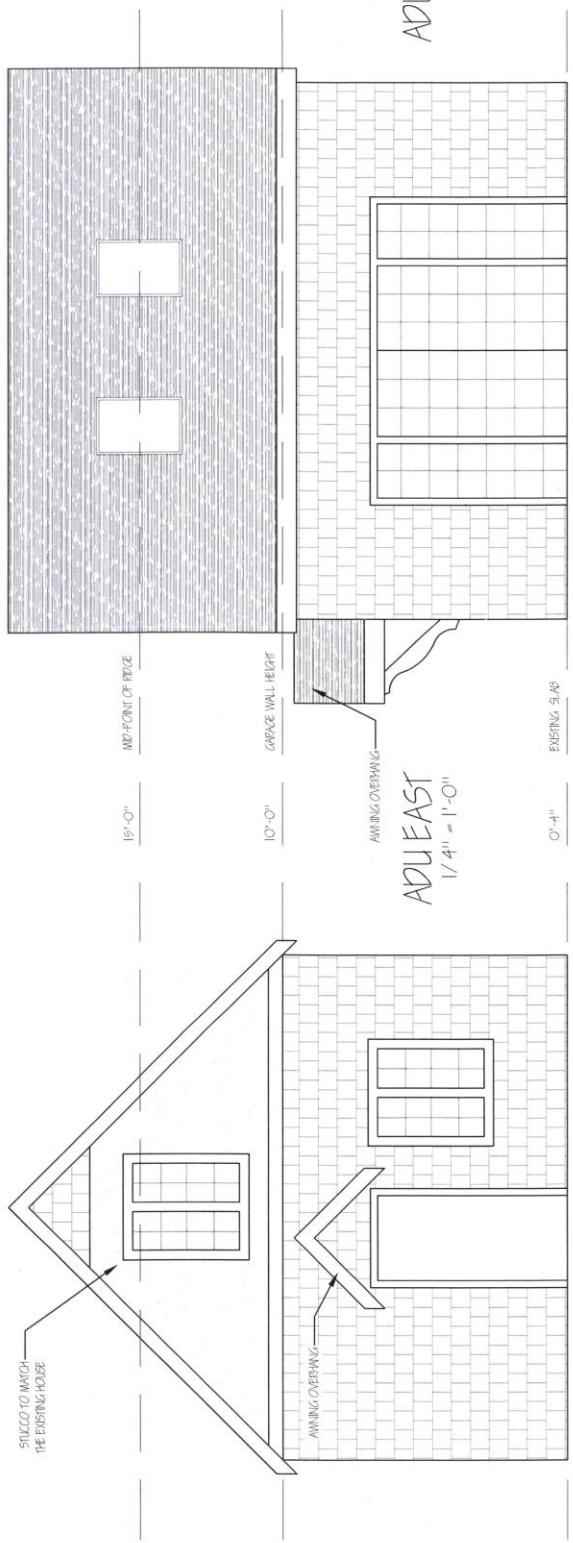 STUCCO TO MATCH
THE EXISTING HOUSE
AWNING OVERHANG
15'-0"
MID-POINT OF RIDGE
10'-0"
GARAGE WALL HEIGHT
AWNING OVERHANG
ADU EAST
1/4" = 1'-0"
0'-4"
EXISTING SLAB